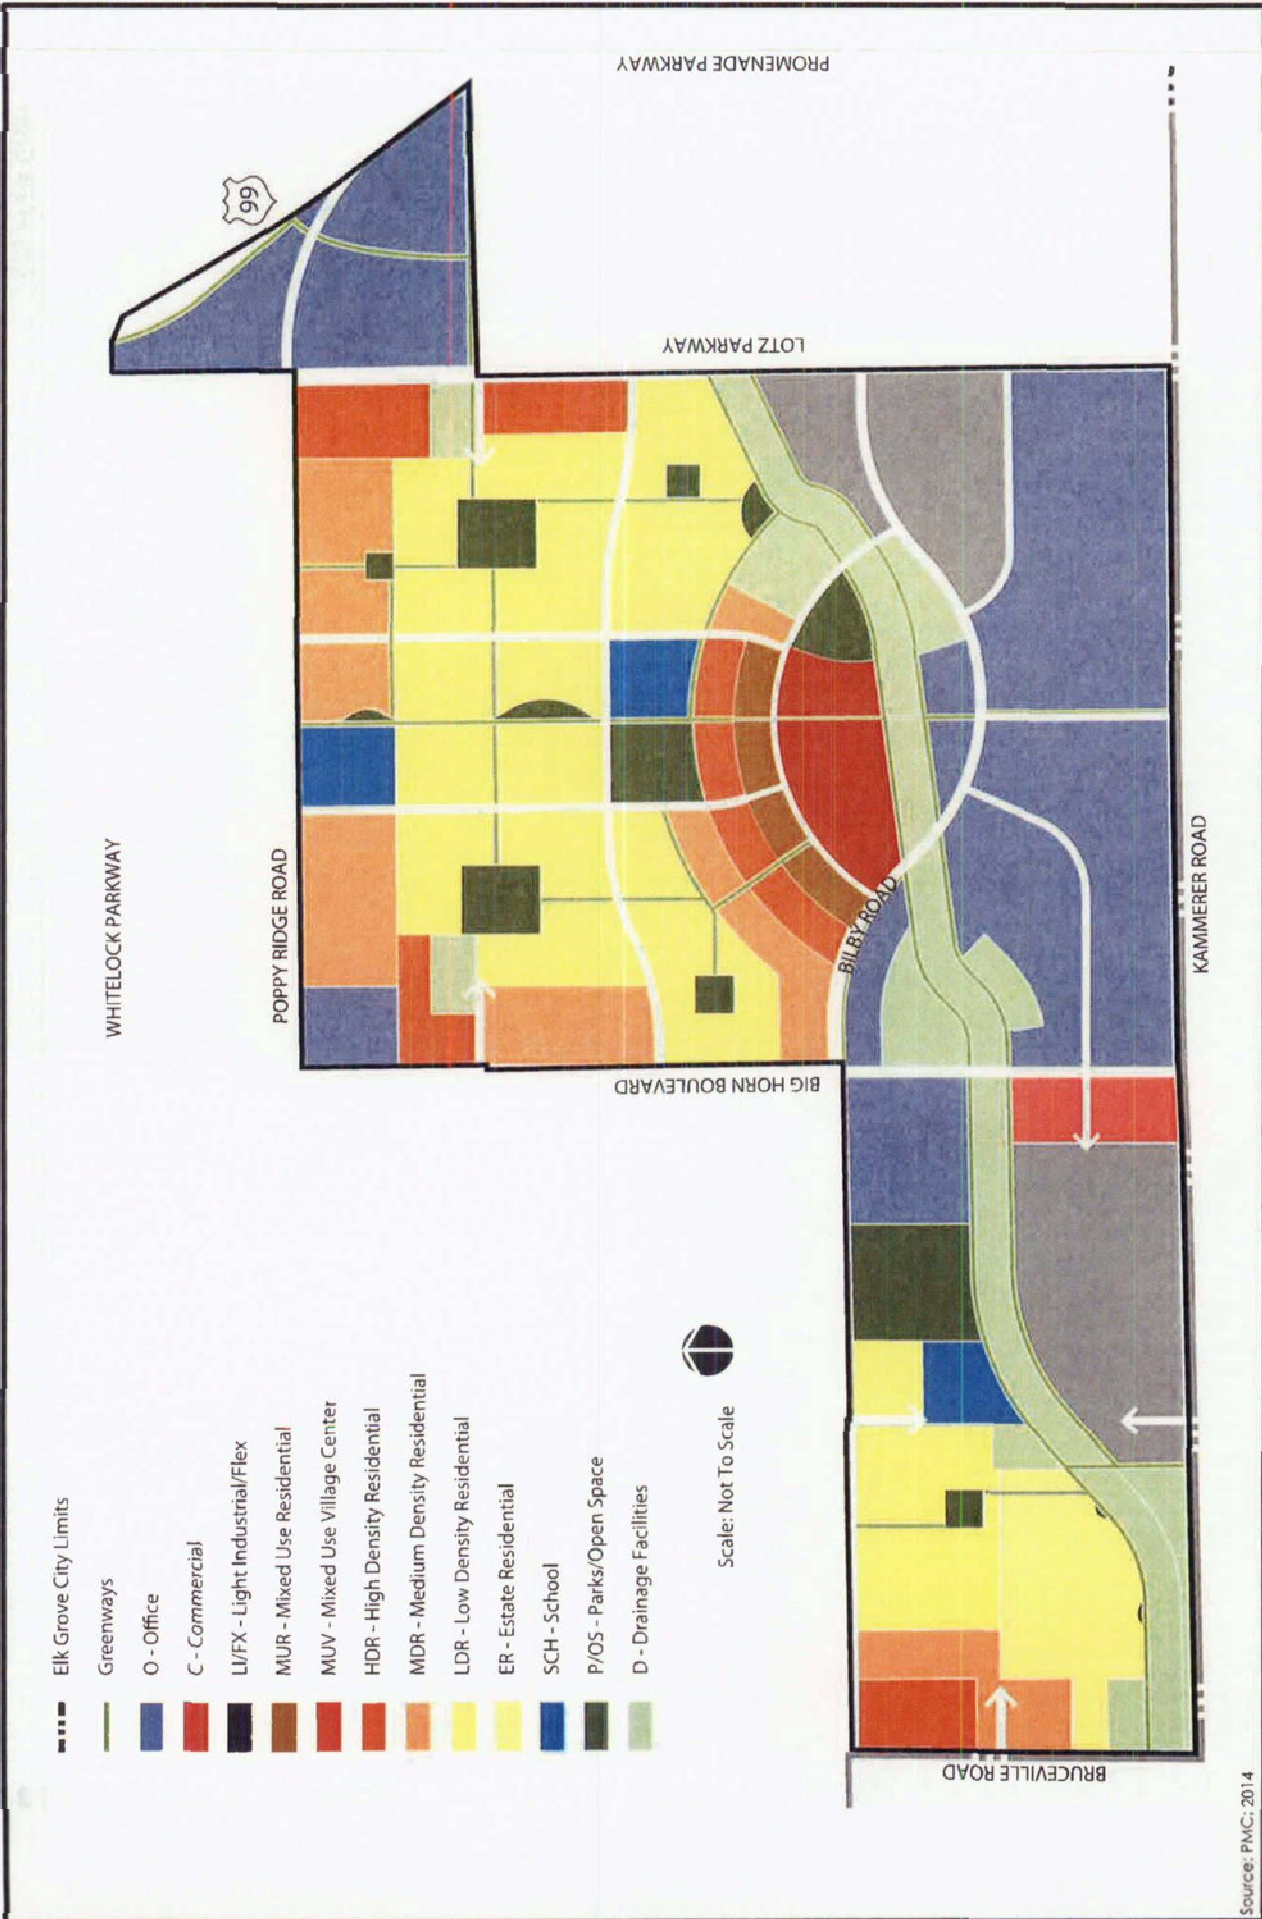 PROMENADE PARKWAY
99
LOTZ PARKWAY
WHITELOCK PARKWAY
POPPY RIDGE ROAD
BILBY ROAD
KAMMERER ROAD
BIG HORN BOULEVARD
BRUCEVILLE ROAD
Elk Grove City Limits
Greenways
O - Office
C - Commercial
LI/FX - Light Industrial/Flex
MUR - Mixed Use Residential
MUV - Mixed Use Village Center
HDR - High Density Residential
MDR - Medium Density Residential
LDR - Low Density Residential
ER - Estate Residential
SCH - School
P/OS - Parks/Open Space
D - Drainage Facilities
Scale: Not To Scale
Source: PMC; 2014